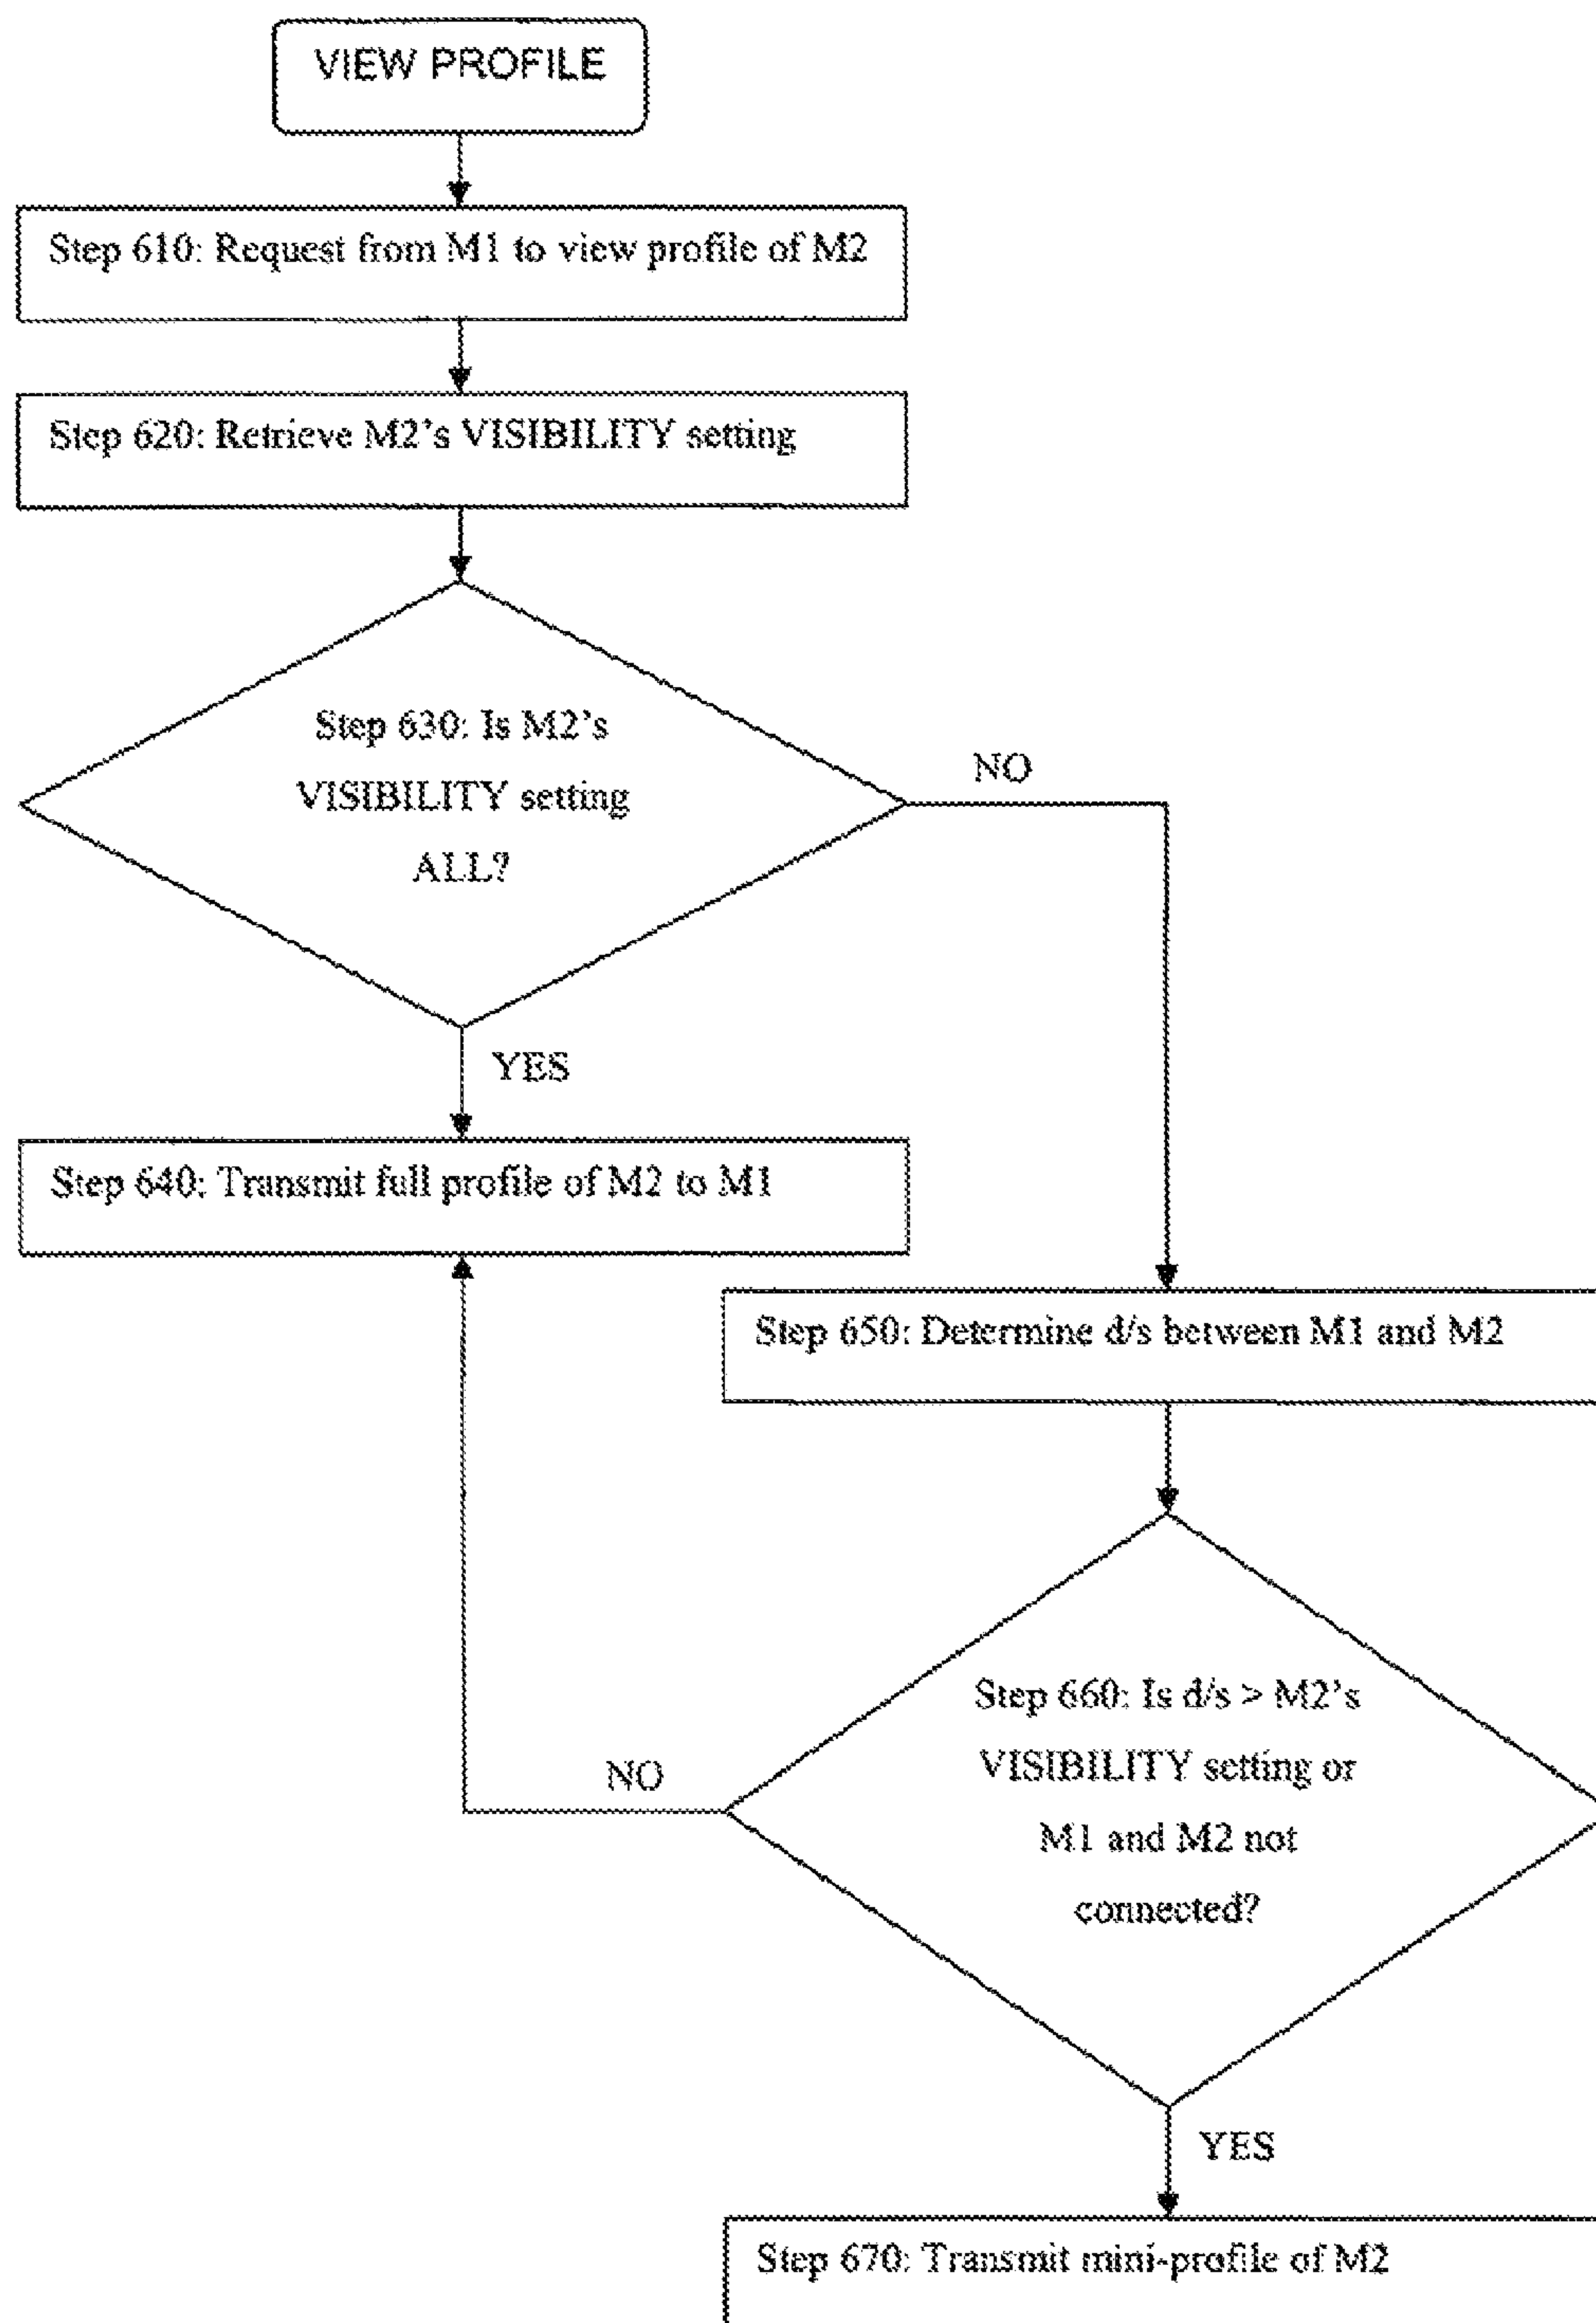 VIEW PROFILE
Step 610: Request from M1 to view profile of M2
Step 620: Retrieve M2's VISIBILITY setting
Step 630: Is M2's
VISIBILITY setting
ALL?
NO
YES
Step 640: Transmit full profile of M2 to M1
Step 650: Determine d/s between M1 and M2
Step 660: Is d/s > M2's
VISIBILITY setting or
M1 and M2 not
connected?
NO
YES
Step 670: Transmit mini-profile of M2